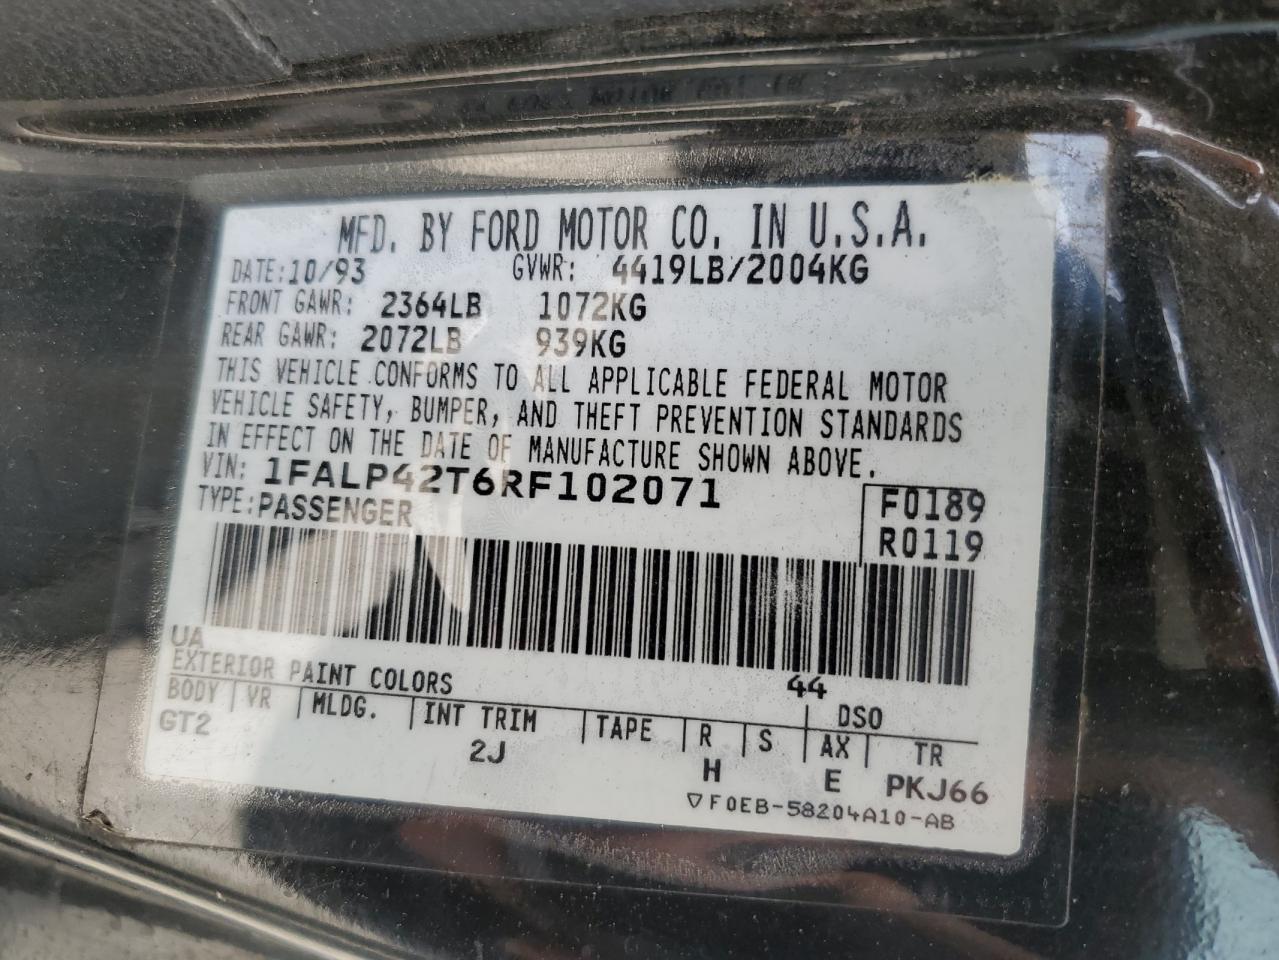 MFD. BY FORD MOTOR CO. IN U.S.A.
DATE:10/93 GVWR: 4419LB/2004KG
FRONT GAWR: 2364LB 1072KG
REAR GAWR: 2072LB 939KG
THIS VEHICLE CONFORMS TO ALL APPLICABLE FEDERAL MOTOR
VEHICLE SAFETY, BUMPER, AND THEFT PREVENTION STANDARDS
IN EFFECT ON THE DATE OF MANUFACTURE SHOWN ABOVE.
VIN: 1FALP42T6RF102071
TYPE:PASSENGER
F0189
R0119
UA
EXTERIOR PAINT COLORS 44 DSO
BODY VR MLDG. INT TRIM TAPE R S AX TR
GT2 2J H E PKJ66
▽F0EB-58204A10-AB